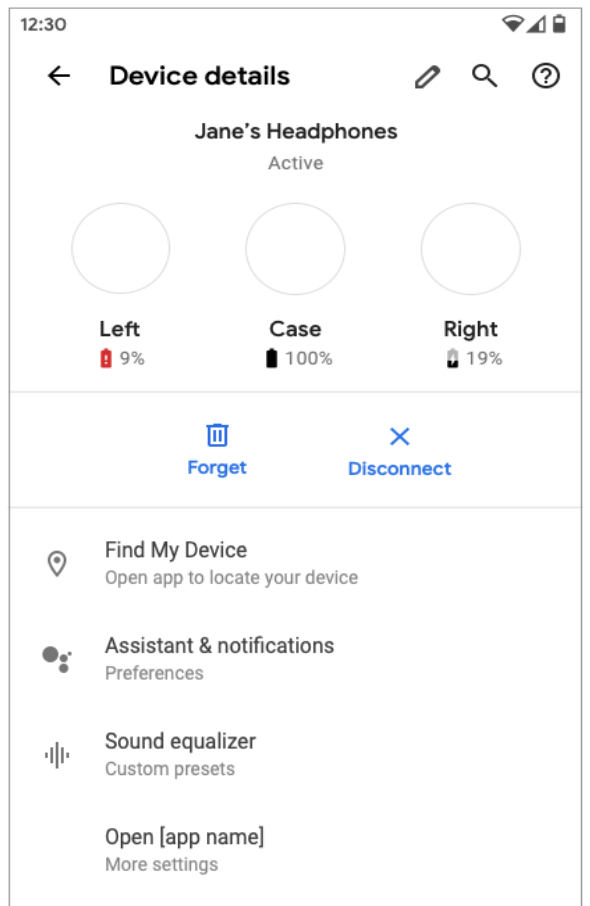 12:30
Device details
Jane’s Headphones
Active
Left Case Right
9% 100% 19%
Forget Disconnect
Find My Device
Open app to locate your device
Assistant & notifications
Preferences
Sound equalizer
Custom presets
Open [app name]
More settings